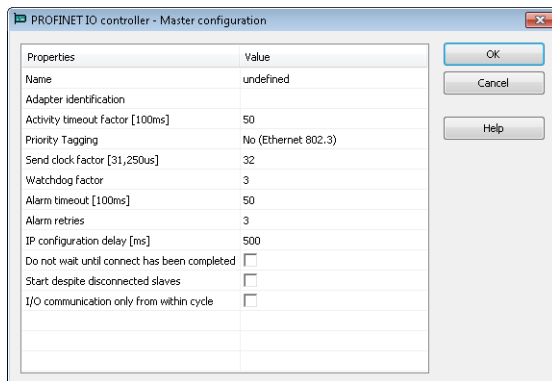 PROFINET IO controller - Master configuration
Properties Value
Name undefined
Adapter identification
Activity timeout factor [100ms] 50
Priority Tagging No (Ethernet 802.3)
Send clock factor [31,250us] 32
Watchdog factor 3
Alarm timeout [100ms] 50
Alarm retries 3
IP configuration delay [ms] 500
Do not wait until connect has been completed
Start despite disconnected slaves
I/O communication only from within cycle
OK
Cancel
Help